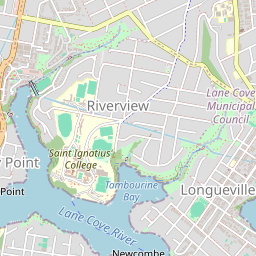 Lane Cove
Municipal
Council
Riverview
Saint Ignatius
College
Point
Point
Tambourine
Bay
Longueville
Lane Cove
River
Newcombe